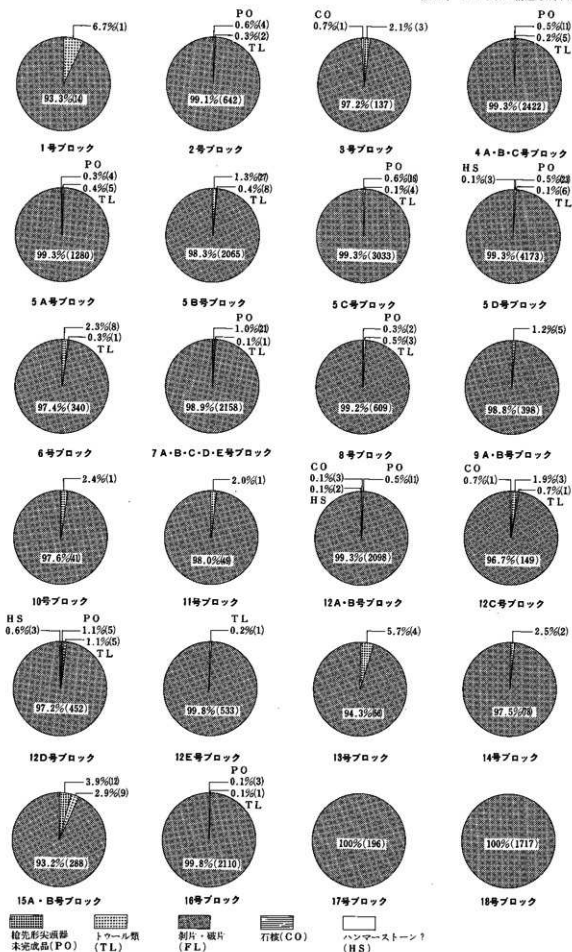 6.7%(1)
93.3%(14)
1号ブロック
PO
0.6%(4)
0.3%(2)
TL
99.1%(642)
2号ブロック
CO
0.7%(1)
2.1%(3)
97.2%(137)
3号ブロック
PO
0.5%(11)
0.2%(5)
TL
99.3%(2422)
4A・B・C号ブロック
PO
0.3%(4)
0.4%(5)
TL
99.3%(1280)
5A号ブロック
1.3%(27)
0.4%(8)
TL
98.3%(2065)
5B号ブロック
PO
0.6%(18)
0.1%(4)
TL
99.3%(3033)
5C号ブロック
HS
0.1%(3)
PO
0.5%(23)
0.1%(6)
TL
99.3%(4173)
5D号ブロック
2.3%(8)
0.3%(1)
TL
97.4%(340)
6号ブロック
PO
1.0%(21)
0.1%(1)
TL
98.9%(2158)
7A・B・C・D・E号ブロック
PO
0.3%(2)
0.5%(3)
TL
99.2%(609)
8号ブロック
1.2%(5)
98.8%(398)
9A・B号ブロック
2.4%(1)
97.6%(41)
10号ブロック
2.0%(1)
98.0%(49)
11号ブロック
CO
0.1%(3)
0.1%(2)
HS
PO
0.5%(11)
99.3%(2098)
12A・B号ブロック
CO
0.7%(1)
1.9%(3)
0.7%(1)
TL
96.7%(149)
12C号ブロック
HS
0.6%(3)
PO
1.1%(5)
1.1%(5)
TL
97.2%(452)
12D号ブロック
TL
0.2%(1)
99.8%(533)
12E号ブロック
5.7%(4)
94.3%(66)
13号ブロック
2.5%(2)
97.5%
14号ブロック
3.9%(12)
2.9%(9)
93.2%(288)
15A・B号ブロック
PO
0.1%(3)
0.1%(1)
TL
99.8%(2110)
16号ブロック
100%(196)
17号ブロック
100%(1717)
18号ブロック
槍先形尖頭器
未完成品(PO)
トゥール類
(TL)
剥片・破片
(FL)
石核(CO)
ハンマーストーン?
(HS)